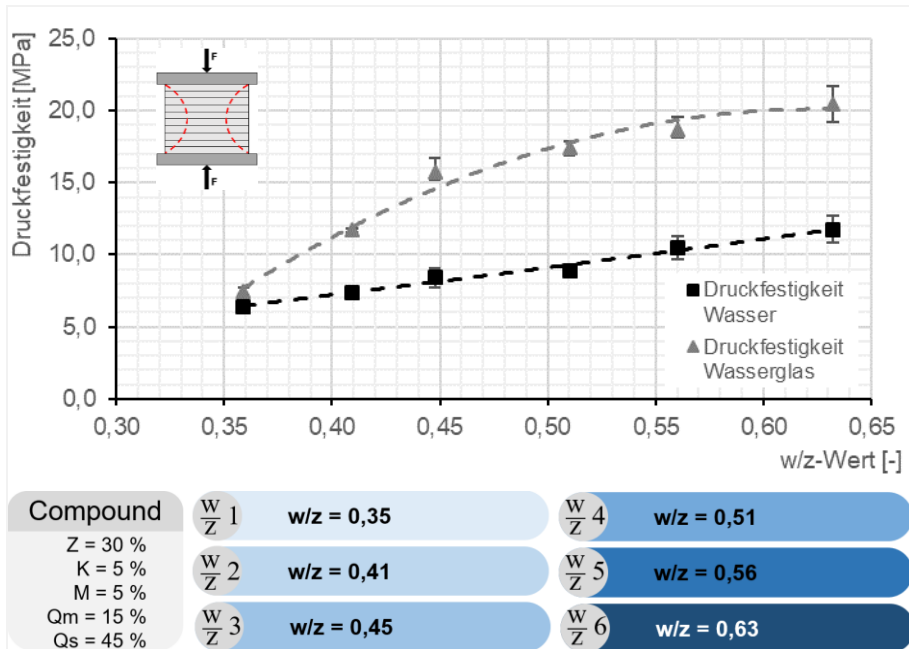 Druckfestigkeit [MPa]
25,0
20,0
15,0
10,0
5,0
0,0
F
F
Druckfestigkeit
Wasser
Druckfestigkeit
Wasserglas
0,30 0,40 0,45 0,50 0,55 0,60 0,65
w/z-Wert [-]
Compound
Z = 30 %
K = 5 %
M = 5 %
Qm = 15 %
Qs = 45 %
W/Z 1 w/z = 0,35
W/Z 2 w/z = 0,41
W/Z 3 w/z = 0,45
W/Z 4 w/z = 0,51
W/Z 5 w/z = 0,56
W/Z 6 w/z = 0,63